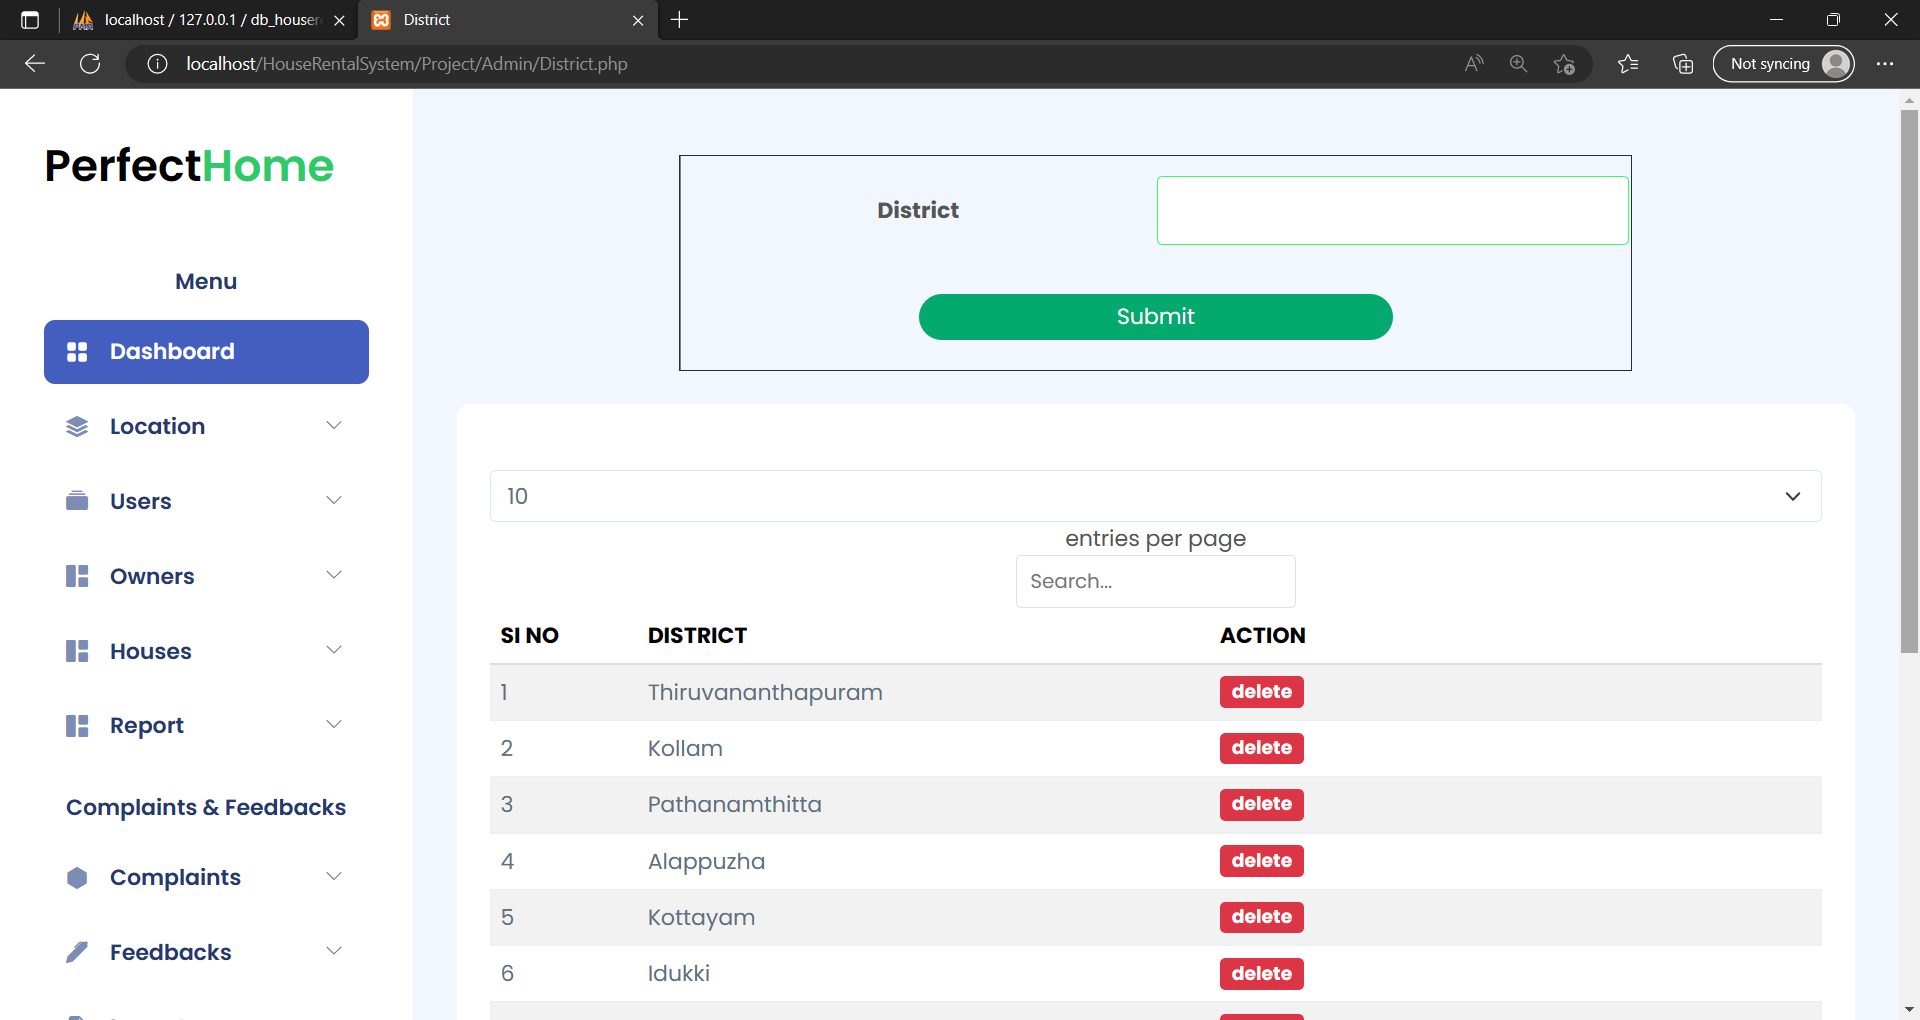 localhost / 127.0.0.1 / db_house
District
localhost/HouseRentalSystem/Project/Admin/District.php
Not syncing
PerfectHome
Menu
Dashboard
Location
Users
Owners
Houses
Report
Complaints & Feedbacks
Complaints
Feedbacks
District
Submit
10
entries per page
Search...
SI NO DISTRICT ACTION
1 Thiruvananthapuram delete
2 Kollam delete
3 Pathanamthitta delete
4 Alappuzha delete
5 Kottayam delete
6 Idukki delete